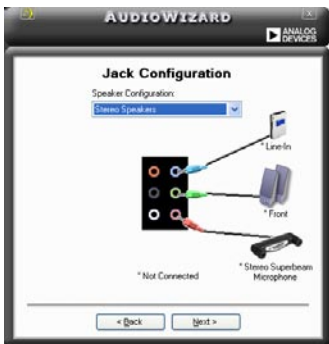 AUDIOWIZARD
ANALOG
DEVICES
Jack Configuration
Speaker Configuration:
Stereo Speakers
* Line-In
* Front
* Stereo Superbeam
Microphone
* Not Connected
< Back
Next >